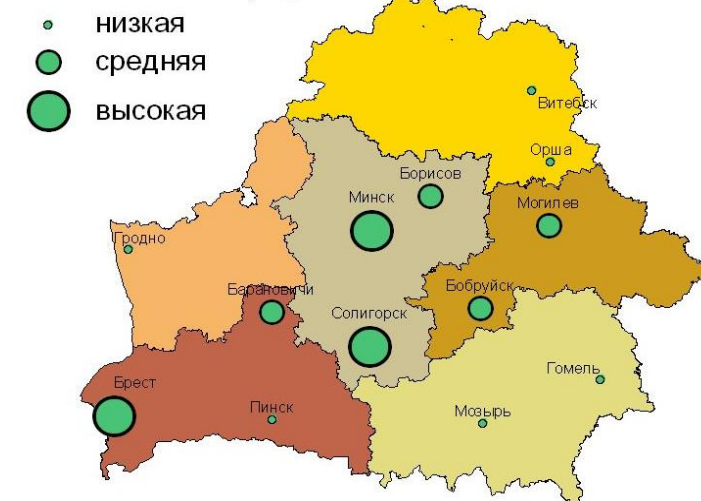 низкая
средняя
высокая
Витебск
Орша
Борисов
Минск
Могилев
Гродно
Барановичи
Бобруйск
Солигорск
Гомель
Брест
Пинск
Мозырь